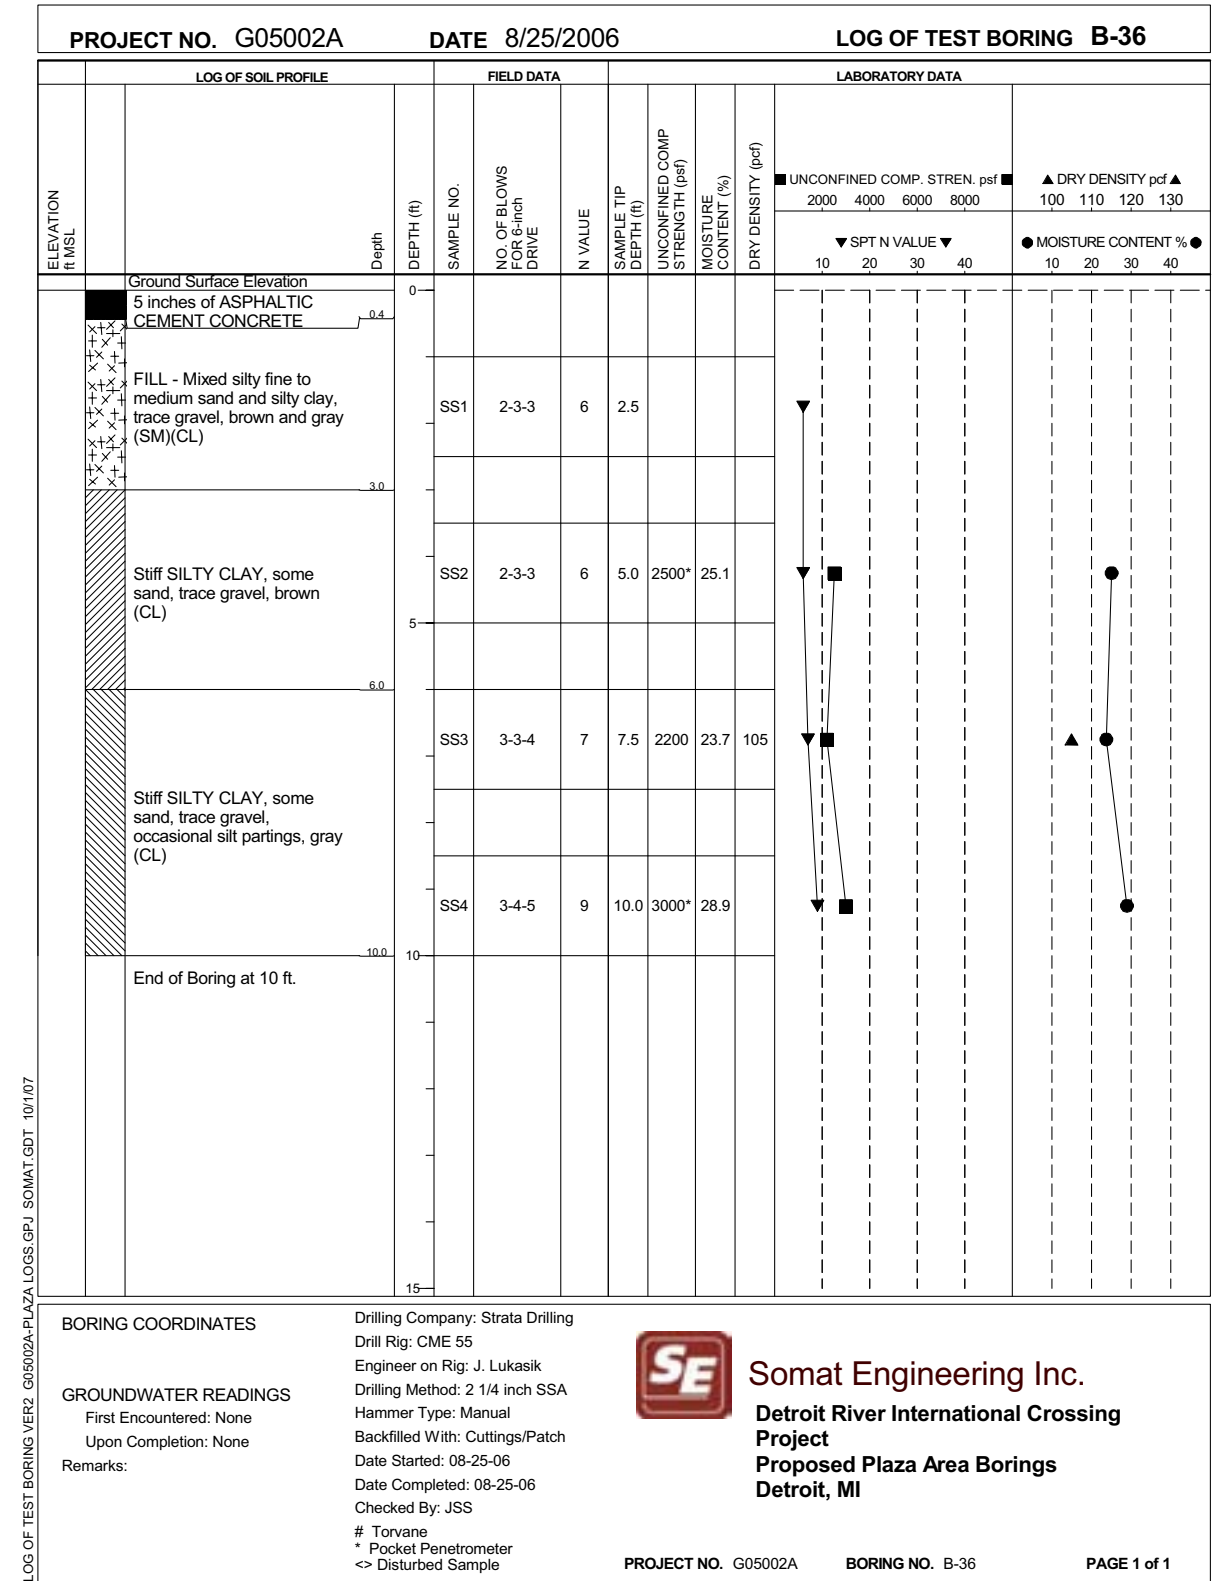 PROJECT NO. G05002A DATE 8/25/2006 LOG OF TEST BORING B-36
LOG OF SOIL PROFILE FIELD DATA LABORATORY DATA
ELEVATION
ft MSL
Depth
DEPTH (ft)
SAMPLE NO.
NO. OF BLOWS
FOR 6-inch
DRIVE
N VALUE
SAMPLE TIP
DEPTH (ft)
UNCONFINED COMP
STRENGTH (psf)
MOISTURE
CONTENT (%)
DRY DENSITY (pcf)
■ UNCONFINED COMP. STREN. psf ■
2000 4000 6000 8000
▼ SPT N VALUE ▼
10 20 30 40
▲ DRY DENSITY pcf ▲
100 110 120 130
● MOISTURE CONTENT % ●
10 20 30 40
Ground Surface Elevation
0
5 inches of ASPHALTIC
CEMENT CONCRETE
0.4
FILL - Mixed silty fine to
medium sand and silty clay,
trace gravel, brown and gray
(SM)(CL)
SS1 2-3-3 6 2.5
3.0
Stiff SILTY CLAY, some
sand, trace gravel, brown
(CL)
SS2 2-3-3 6 5.0 2500* 25.1
5
6.0
SS3 3-3-4 7 7.5 2200 23.7 105
Stiff SILTY CLAY, some
sand, trace gravel,
occasional silt partings, gray
(CL)
SS4 3-4-5 9 10.0 3000* 28.9
10.0
10
End of Boring at 10 ft.
15
LOG OF TEST BORING VER2 G05002A-PLAZA LOGS.GPJ SOMAT.GDT 10/1/07
BORING COORDINATES
GROUNDWATER READINGS
First Encountered: None
Upon Completion: None
Remarks:
Drilling Company: Strata Drilling
Drill Rig: CME 55
Engineer on Rig: J. Lukasik
Drilling Method: 2 1/4 inch SSA
Hammer Type: Manual
Backfilled With: Cuttings/Patch
Date Started: 08-25-06
Date Completed: 08-25-06
Checked By: JSS
# Torvane
* Pocket Penetrometer
<> Disturbed Sample
SE
Somat Engineering Inc.
Detroit River International Crossing
Project
Proposed Plaza Area Borings
Detroit, MI
PROJECT NO. G05002A BORING NO. B-36 PAGE 1 of 1